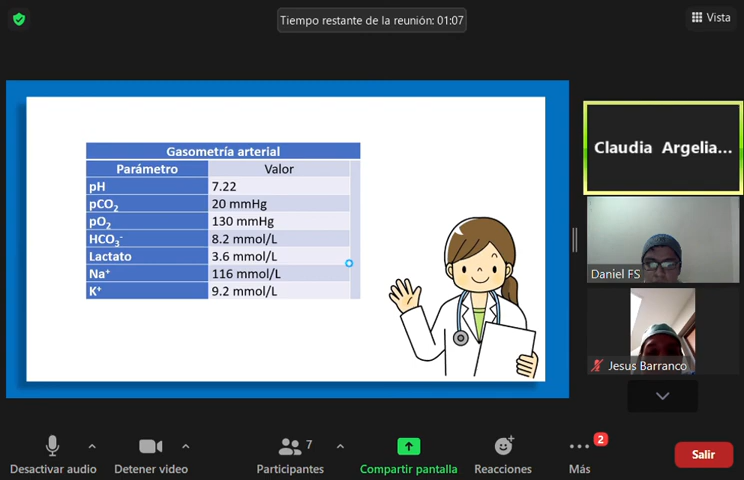 Tiempo restante de la reunión: 01:07
Vista
Gasometría arterial
Parámetro Valor
pH 7.22
pCO₂ 20 mmHg
pO₂ 130 mmHg
HCO₃⁻ 8.2 mmol/L
Lactato 3.6 mmol/L
Na⁺ 116 mmol/L
K⁺ 9.2 mmol/L
Claudia Argelia...
Daniel FS
Jesus Barranco
7
2
Desactivar audio
Detener video
Participantes
Compartir pantalla
Reacciones
Más
Salir